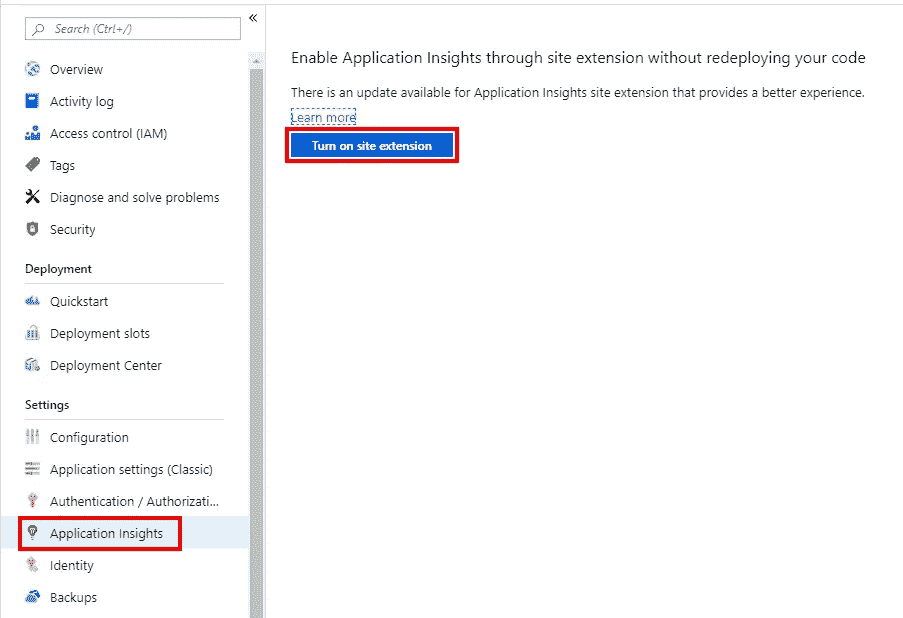 Search (Ctrl+/)
«
Overview
Activity log
Access control (IAM)
Tags
Diagnose and solve problems
Security
Deployment
Quickstart
Deployment slots
Deployment Center
Settings
Configuration
Application settings (Classic)
Authentication / Authorizati...
Application Insights
Identity
Backups
Enable Application Insights through site extension without redeploying your code
There is an update available for Application Insights site extension that provides a better experience.
Learn more
Turn on site extension